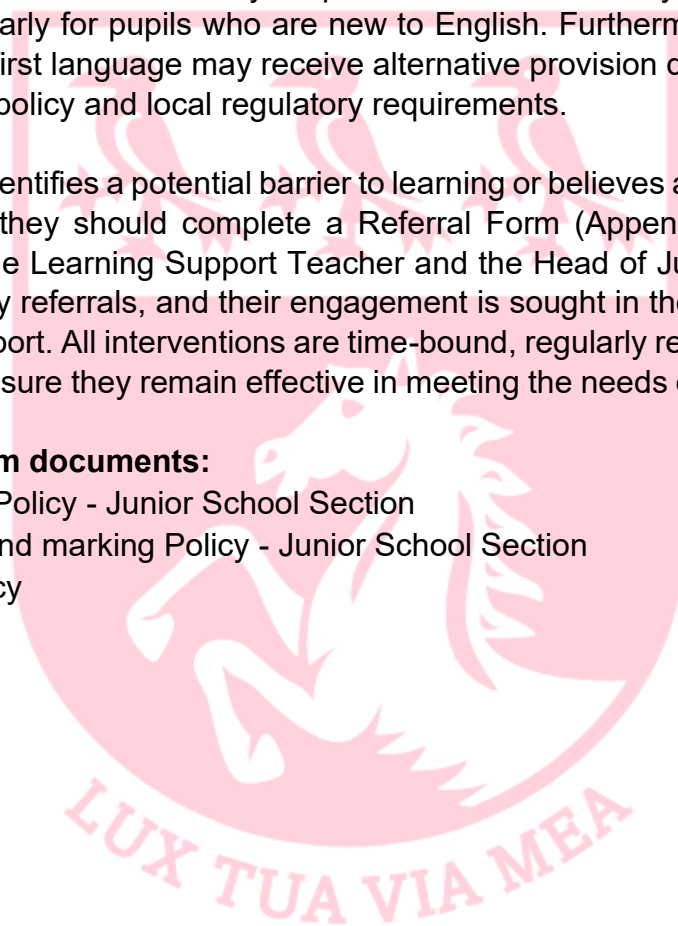 arly for pupils who are new to English. Furtherm
first language may receive alternative provision
policy and local regulatory requirements.
entifies a potential barrier to learning or believes a
they should complete a Referral Form (Appen
e Learning Support Teacher and the Head of Ju
y referrals, and their engagement is sought in the
port. All interventions are time-bound, regularly re
sure they remain effective in meeting the needs
m documents:
Policy - Junior School Section
nd marking Policy - Junior School Section
cy
LUX TUA VIA MEA